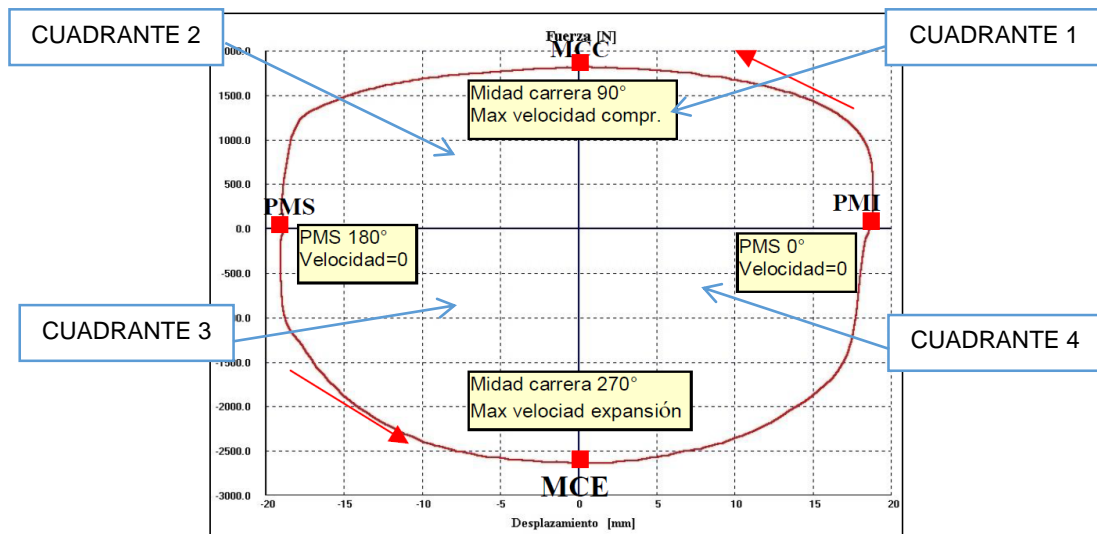 CUADRANTE 2
CUADRANTE 1
Fuerza [N]
MCC
Midad carrera 90°
Max velocidad compr.
1500.0
1000.0
500.0
PMS
PMI
0.0
PMS 180°
Velocidad=0
PMS 0°
Velocidad=0
-500.0
CUADRANTE 3
CUADRANTE 4
-1500.0
Midad carrera 270°
Max velociad expansión
-2000.0
-2500.0
MCE
-3000.0
-20 -15 -10 -5 0 5 10 15 20
Desplazamiento [mm]